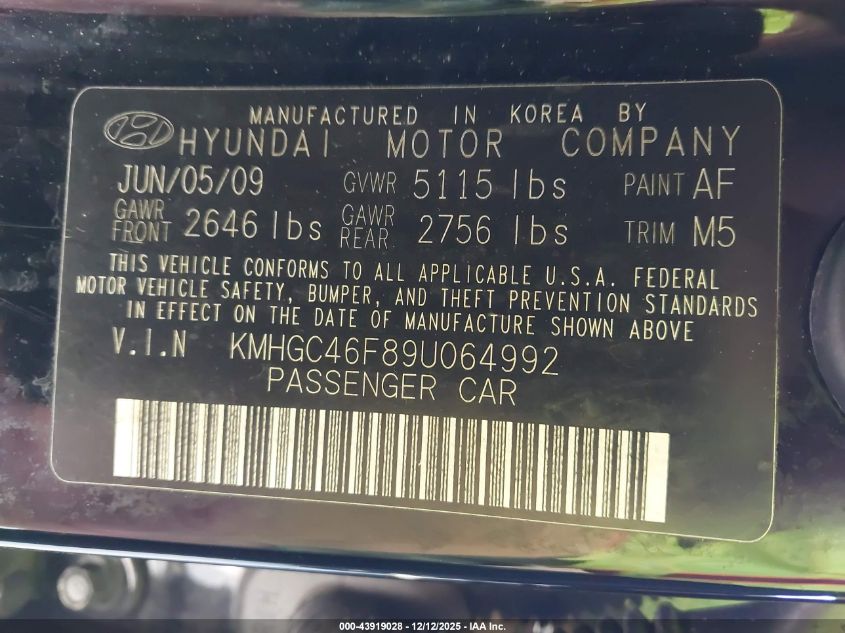 MANUFACTURED IN KOREA BY
HYUNDAI MOTOR COMPANY
JUN/05/09 GVWR 5115 lbs PAINT AF
GAWR FRONT 2646 lbs GAWR REAR 2756 lbs TRIM M5
THIS VEHICLE CONFORMS TO ALL APPLICABLE U.S.A. FEDERAL
MOTOR VEHICLE SAFETY, BUMPER, AND THEFT PREVENTION STANDARDS
IN EFFECT ON DATE OF MANUFACTURE SHOWN ABOVE
V.I.N KMHGC46F89U064992
PASSENGER CAR
000-43919028 - 12/12/2025 - IAA Inc.